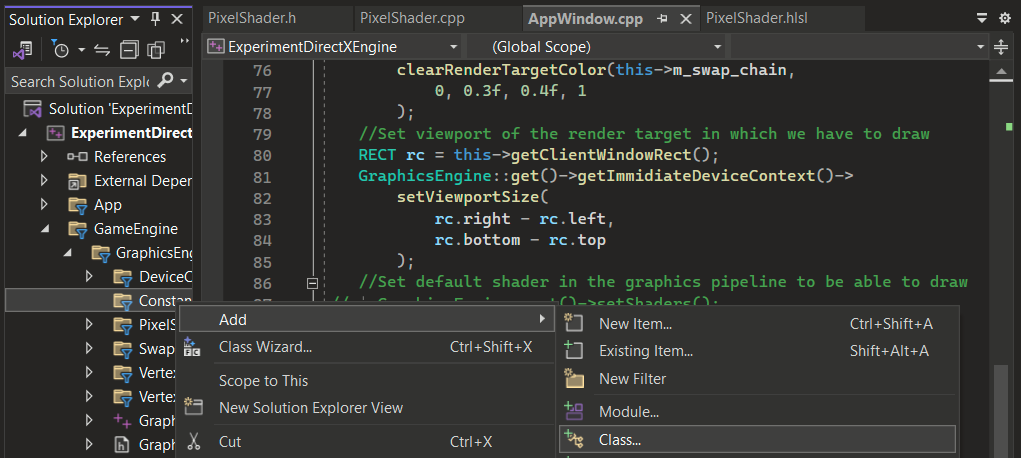 Solution Explorer
PixelShader.h
PixelShader.cpp
AppWindow.cpp
PixelShader.hlsl
ExperimentDirectXEngine
(Global Scope)
Search Solution Explo
Solution 'ExperimentD
ExperimentDirect
References
External Depe
App
GameEngine
GraphicsEng
DeviceC
Constan
PixelS
Swap
Vertex
Vertex
Graph
Graph
76 clearRenderTargetColor(this->m_swap_chain,
77 0, 0.3f, 0.4f, 1
78 );
79 //Set viewport of the render target in which we have to draw
80 RECT rc = this->getClientWindowRect();
81 GraphicsEngine::get()->getImmidiateDeviceContext()->
82 setViewportSize(
83 rc.right - rc.left,
84 rc.bottom - rc.top
85 );
86 //Set default shader in the graphics pipeline to be able to draw
Add
Class Wizard... Ctrl+Shift+X
Scope to This
New Solution Explorer View
Cut Ctrl+X
New Item... Ctrl+Shift+A
Existing Item... Shift+Alt+A
New Filter
Module...
Class...